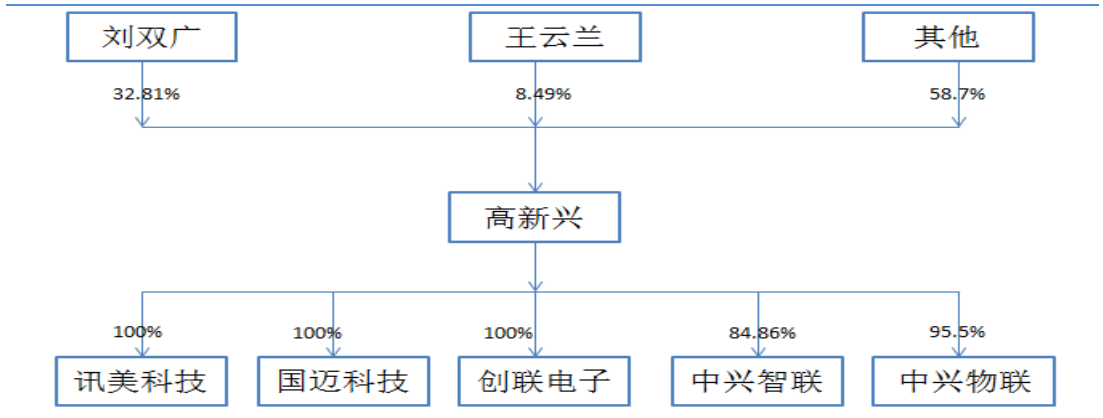 刘双广 王云兰 其他
32.81% 8.49% 58.7%
高新兴
100% 100% 100% 84.86% 95.5%
讯美科技 国迈科技 创联电子 中兴智联 中兴物联